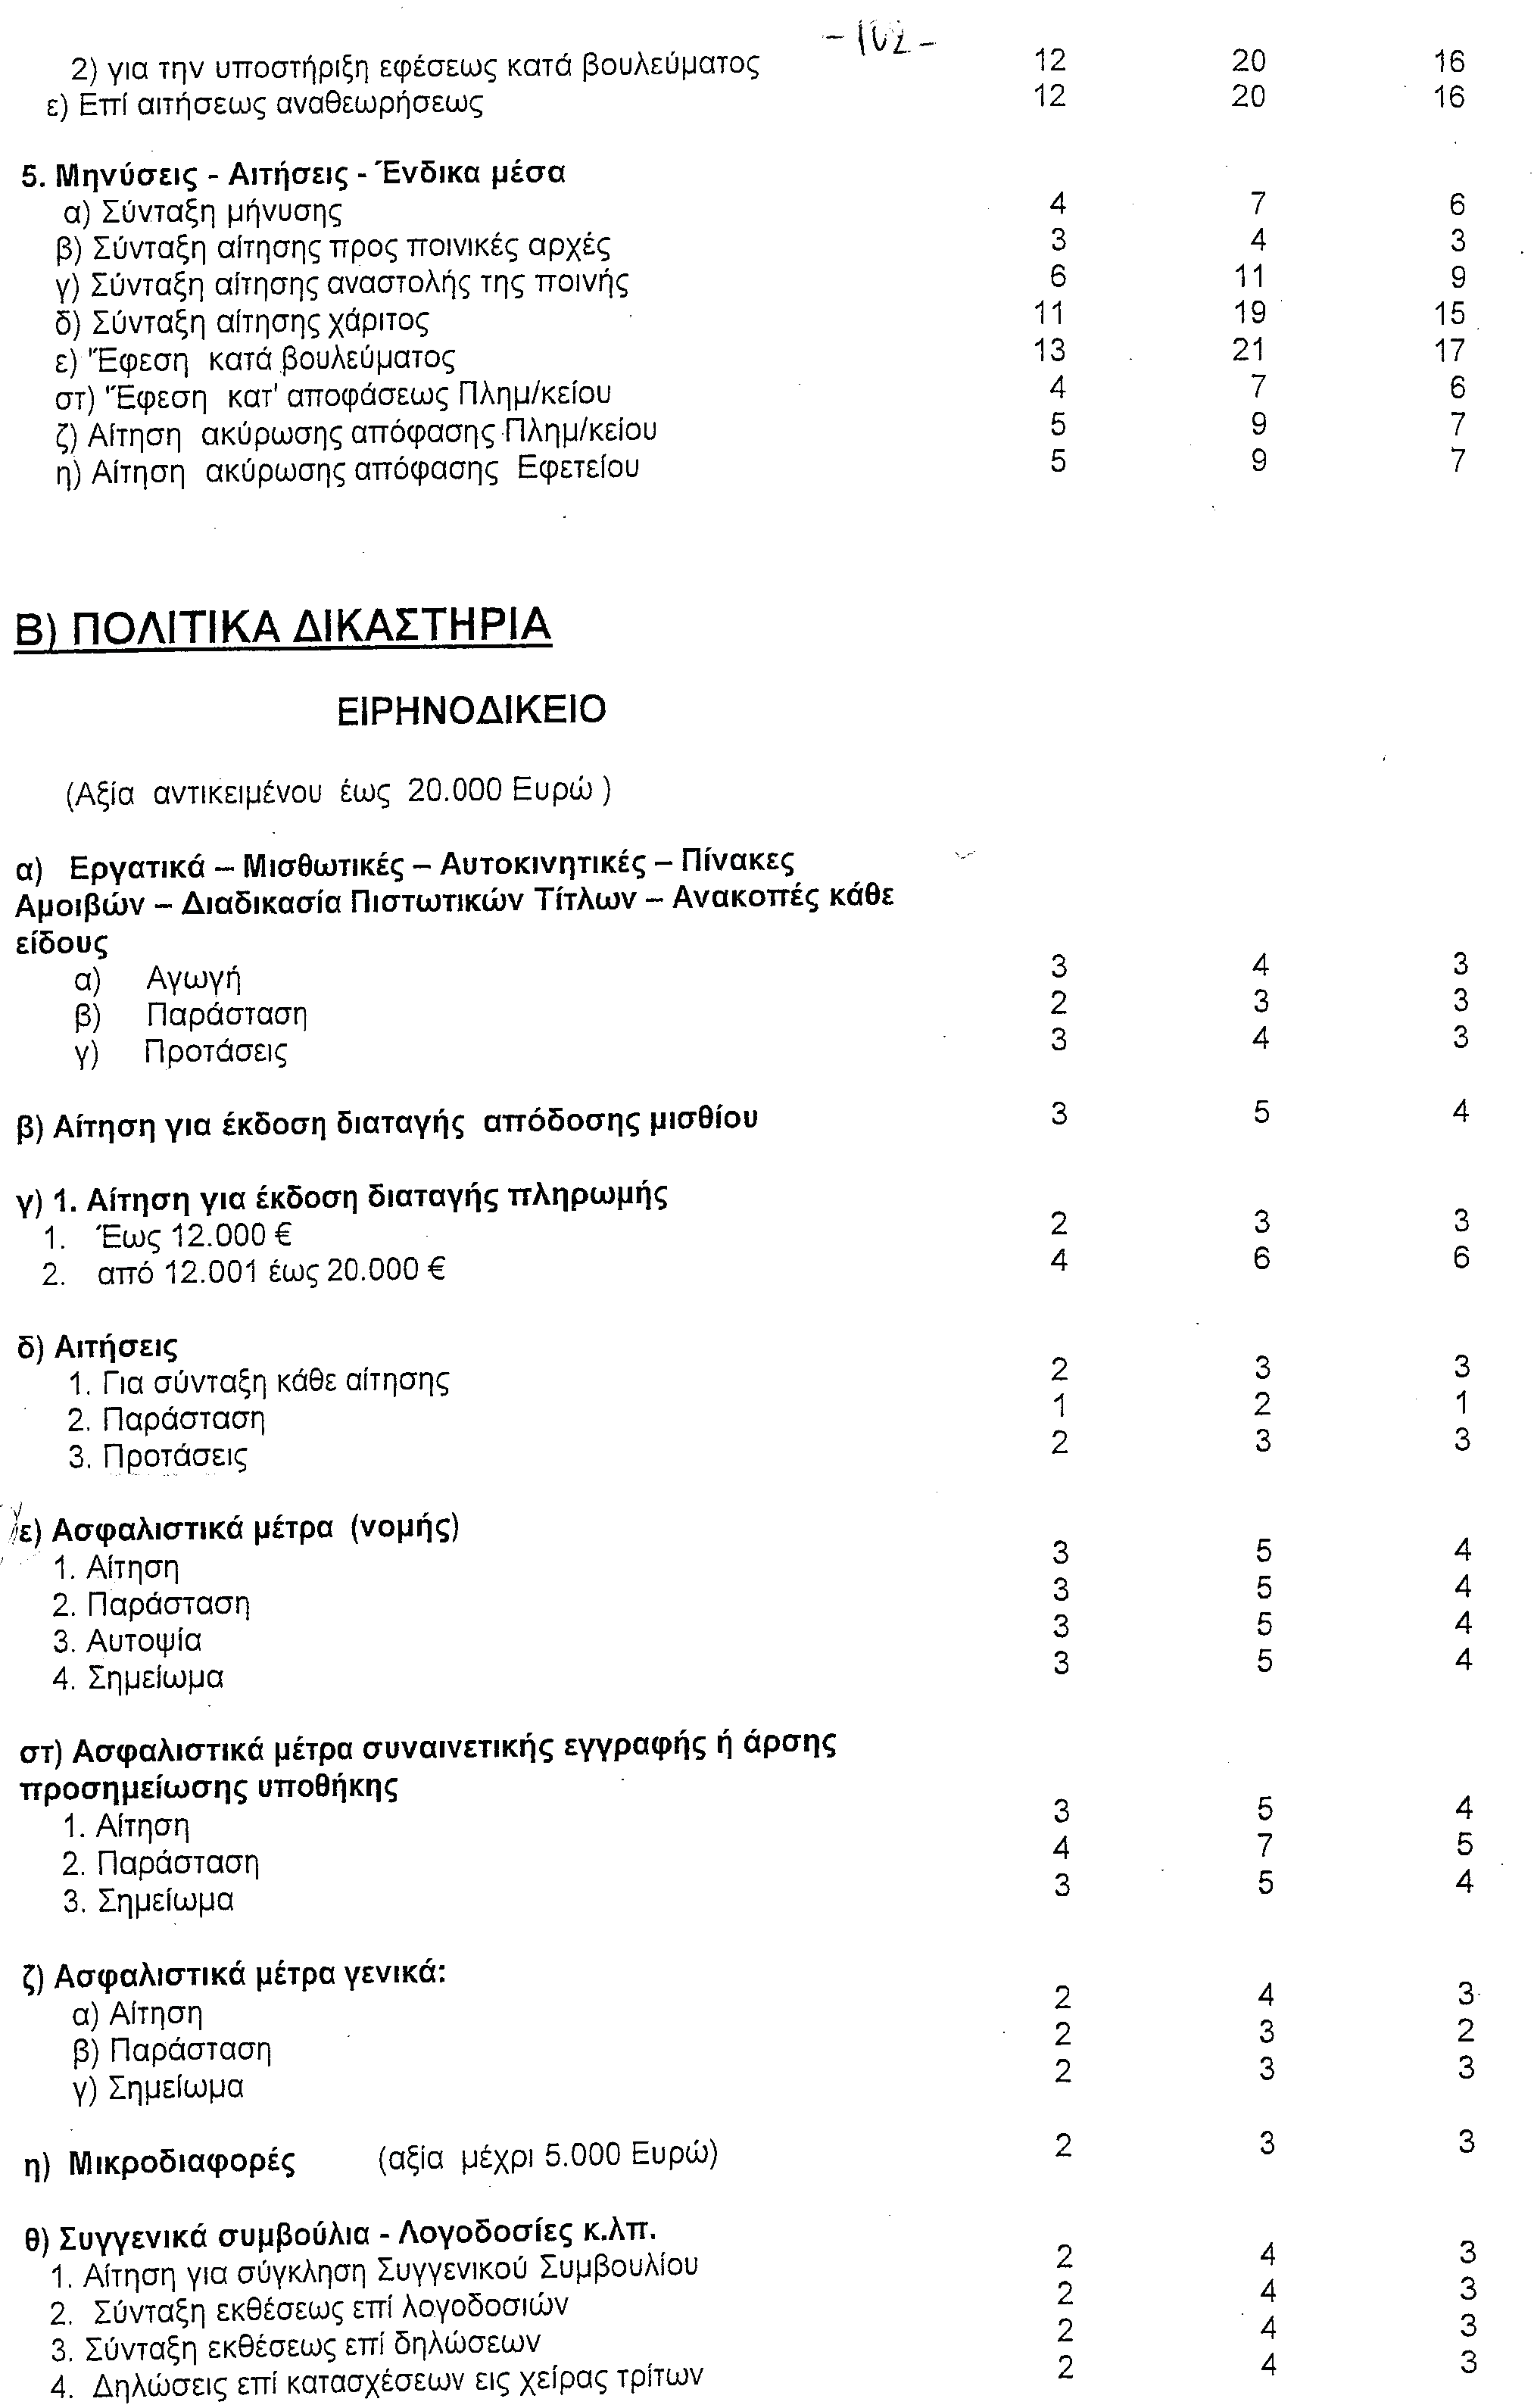 - 102 -
2) για την υποστήριξη εφέσεως κατά βουλεύματος 12 20 16
ε) Επί αιτήσεως αναθεωρήσεως 12 20 16
5. Μηνύσεις - Αιτήσεις - Ένδικα μέσα
α) Σύνταξη μήνυσης 4 7 6
β) Σύνταξη αίτησης προς ποινικές αρχές 3 4 3
γ) Σύνταξη αίτησης αναστολής της ποινής 6 11 9
δ) Σύνταξη αίτησης χάριτος 11 19 15
ε) 'Έφεση κατά βουλεύματος 13 21 17
στ) 'Έφεση κατ' αποφάσεως Πλημ/κείου 4 7 6
ζ) Αίτηση ακύρωσης απόφασης Πλημ/κείου 5 9 7
η) Αίτηση ακύρωσης απόφασης Εφετείου 5 9 7
Β) ΠΟΛΙΤΙΚΑ ΔΙΚΑΣΤΗΡΙΑ
ΕΙΡΗΝΟΔΙΚΕΙΟ
(Αξία αντικειμένου έως 20.000 Ευρώ )
α) Εργατικά – Μισθωτικές – Αυτοκινητικές – Πίνακες
Αμοιβών – Διαδικασία Πιστωτικών Τίτλων – Ανακοπές κάθε
είδους
α) Αγωγή 3 4 3
β) Παράσταση 2 3 3
γ) Προτάσεις 3 4 3
β) Αίτηση για έκδοση διαταγής απόδοσης μισθίου 3 5 4
γ) 1. Αίτηση για έκδοση διαταγής πληρωμής
1. Έως 12.000 € 2 3 3
2. από 12.001 έως 20.000 € 4 6 6
δ) Αιτήσεις
1. Για σύνταξη κάθε αίτησης 2 3 3
2. Παράσταση 1 2 1
3. Προτάσεις 2 3 3
ε) Ασφαλιστικά μέτρα (νομής)
1. Αίτηση 3 5 4
2. Παράσταση 3 5 4
3. Αυτοψία 3 5 4
4. Σημείωμα 3 5 4
στ) Ασφαλιστικά μέτρα συναινετικής εγγραφής ή άρσης
προσημείωσης υποθήκης
1. Αίτηση 3 5 4
2. Παράσταση 4 7 5
3. Σημείωμα 3 5 4
ζ) Ασφαλιστικά μέτρα γενικά:
α) Αίτηση 2 4 3
β) Παράσταση 2 3 2
γ) Σημείωμα 2 3 3
η) Μικροδιαφορές (αξία μέχρι 5.000 Ευρώ) 2 3 3
θ) Συγγενικά συμβούλια - Λογοδοσίες κ.λπ.
1. Αίτηση για σύγκληση Συγγενικού Συμβουλίου 2 4 3
2. Σύνταξη εκθέσεως επί λογοδοσιών 2 4 3
3. Σύνταξη εκθέσεως επί δηλώσεων 2 4 3
4. Δηλώσεις επί κατασχέσεων εις χείρας τρίτων 2 4 3